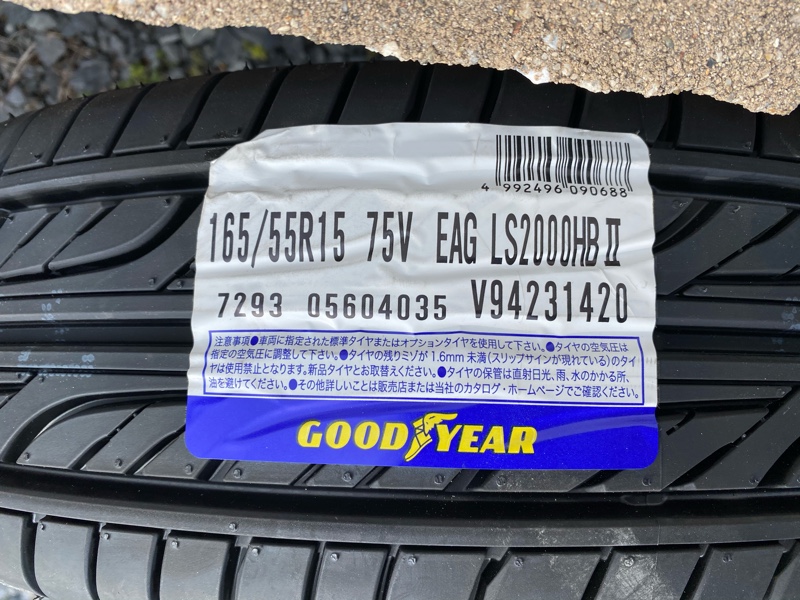 4 992496 090688
165/55R15 75V EAG LS2000HBⅡ
7293 05604035 V94231420
注意事項●車両に指定された標準タイヤまたはオプションタイヤを使用して下さい。●タイヤの空気圧は
指定の空気圧に調整して下さい。●タイヤの残りミゾが1.6mm未満(スリップサインが現れている)のタイ
ヤは使用禁止となります。新品タイヤとお取替えください。●タイヤの保管は直射日光、雨、水のかかる所、
油を避けてください。●その他詳しいことは販売店または当社のカタログ・ホームページでご確認ください。
GOODYEAR